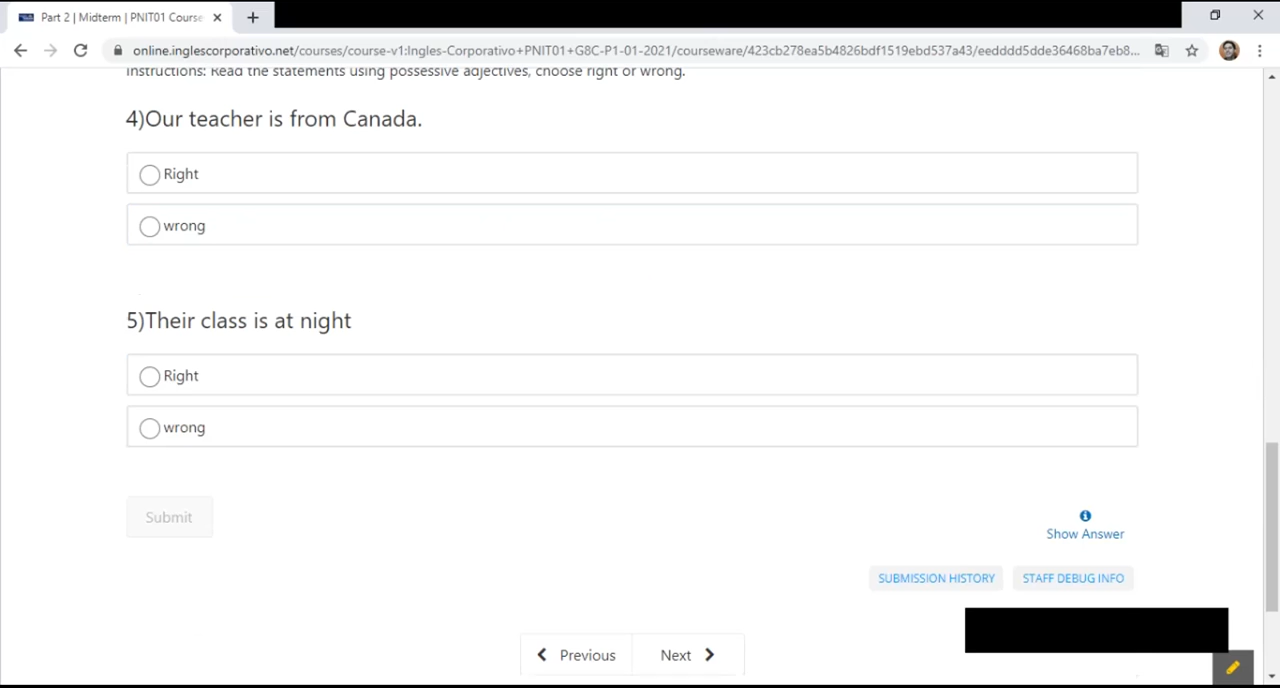 Part 2 | Midterm | PNIT01 Course
online.inglescorporativo.net/courses/course-v1:Ingles-Corporativo+PNIT01+G8C-P1-01-2021/courseware/423cb278ea5b4826bdf1519ebd537a43/eedddd5dde36468ba7eb8...
Instructions: Read the statements using possessive adjectives, choose right or wrong.
4)Our teacher is from Canada.
Right
wrong
5)Their class is at night
Right
wrong
Submit
Show Answer
SUBMISSION HISTORY STAFF DEBUG INFO
Previous Next